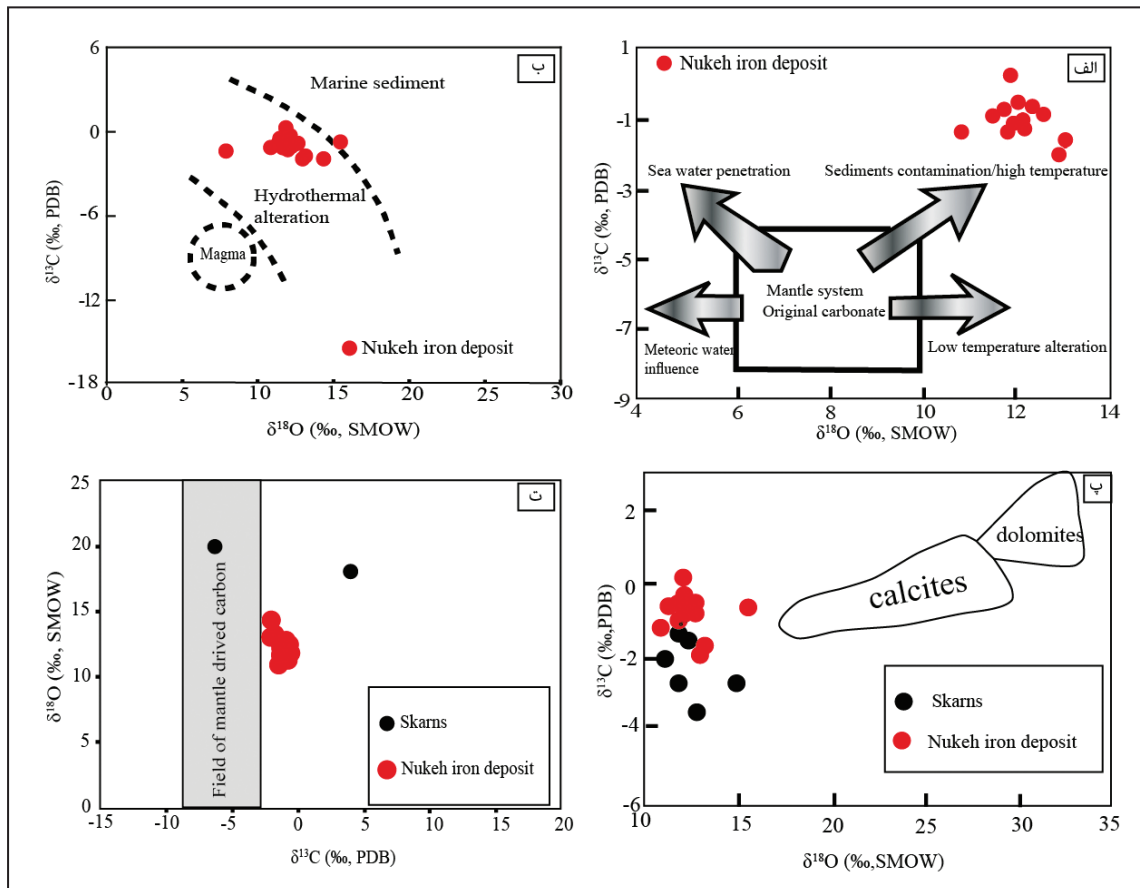 ب
6
0
-6
-12
-18
δ¹³C (‰, PDB)
Marine sediment
Hydrothermal
alteration
Magma
Nukeh iron deposit
0
5
10
15
20
25
30
δ¹⁸O (‰, SMOW)
الف
1
-1
-3
-5
-7
-9
δ¹³C (‰, PDB)
Nukeh iron deposit
Sea water penetration
Sediments contamination/high temperature
Mantle system
Original carbonate
Meteoric water
influence
Low temperature alteration
4
6
8
10
12
14
δ¹⁸O (‰, SMOW)
ت
25
20
15
10
5
0
δ¹⁸O (‰, SMOW)
Field of mantle drived carbon
Skarns
Nukeh iron deposit
-15
-10
-5
0
5
10
15
20
δ¹³C (‰, PDB)
پ
2
0
-2
-4
-6
δ¹³C (‰,PDB)
calcites
dolomites
Skarns
Nukeh iron deposit
10
15
20
25
30
35
δ¹⁸O (‰,SMOW)